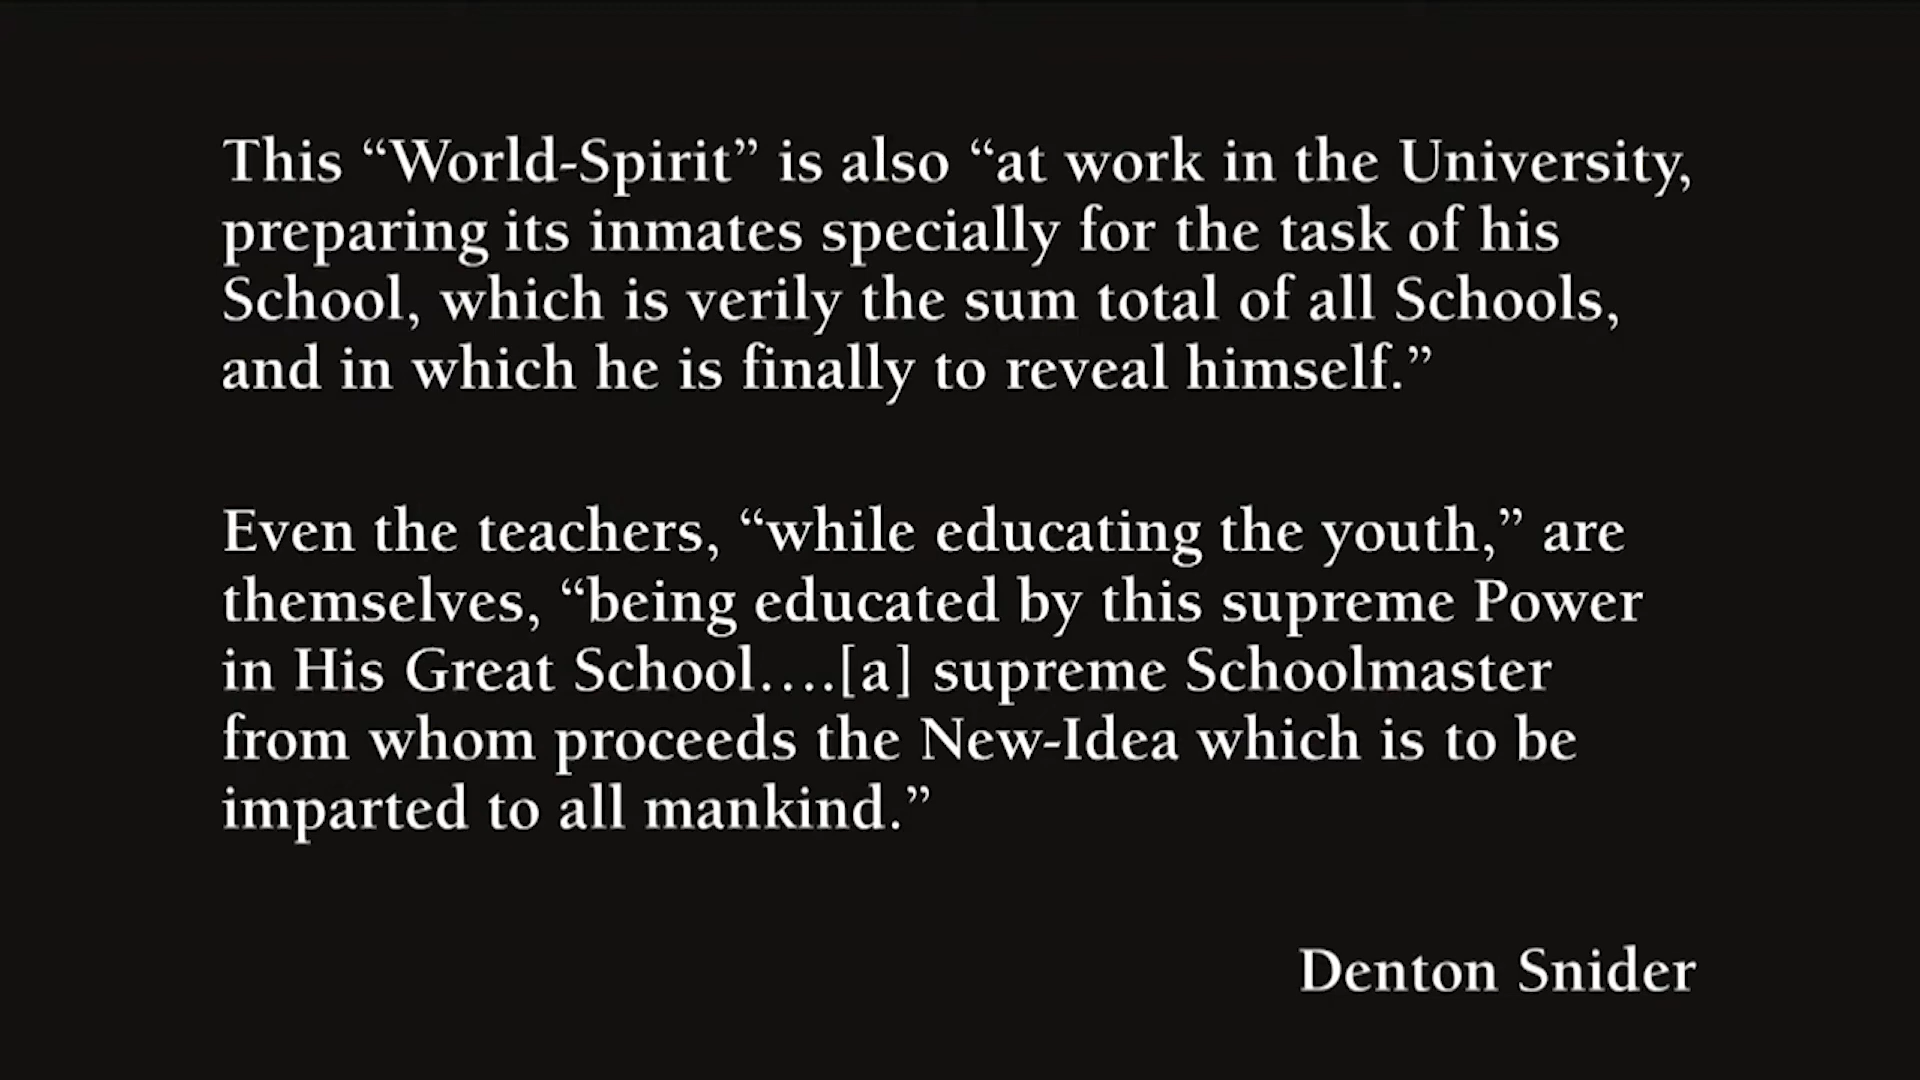 This “World-Spirit” is also “at work in the University,
preparing its inmates specially for the task of his
School, which is verily the sum total of all Schools,
and in which he is finally to reveal himself.”
Even the teachers, “while educating the youth,” are
themselves, “being educated by this supreme Power
in His Great School....[a] supreme Schoolmaster
from whom proceeds the New-Idea which is to be
imparted to all mankind.”
Denton Snider